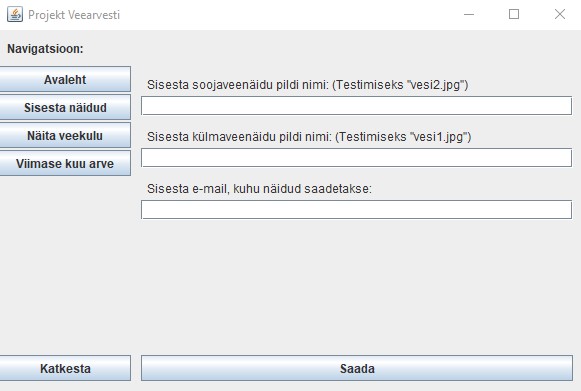 Projekt Veearvesti
Navigatsioon:
Avaleht
Sisesta näidud
Näita veekulu
Viimase kuu arve
Sisesta soojaveenäidu pildi nimi: (Testimiseks "vesi2.jpg")
Sisesta külmaveenäidu pildi nimi: (Testimiseks "vesi1.jpg")
Sisesta e-mail, kuhu näidud saadetakse:
Katkesta
Saada